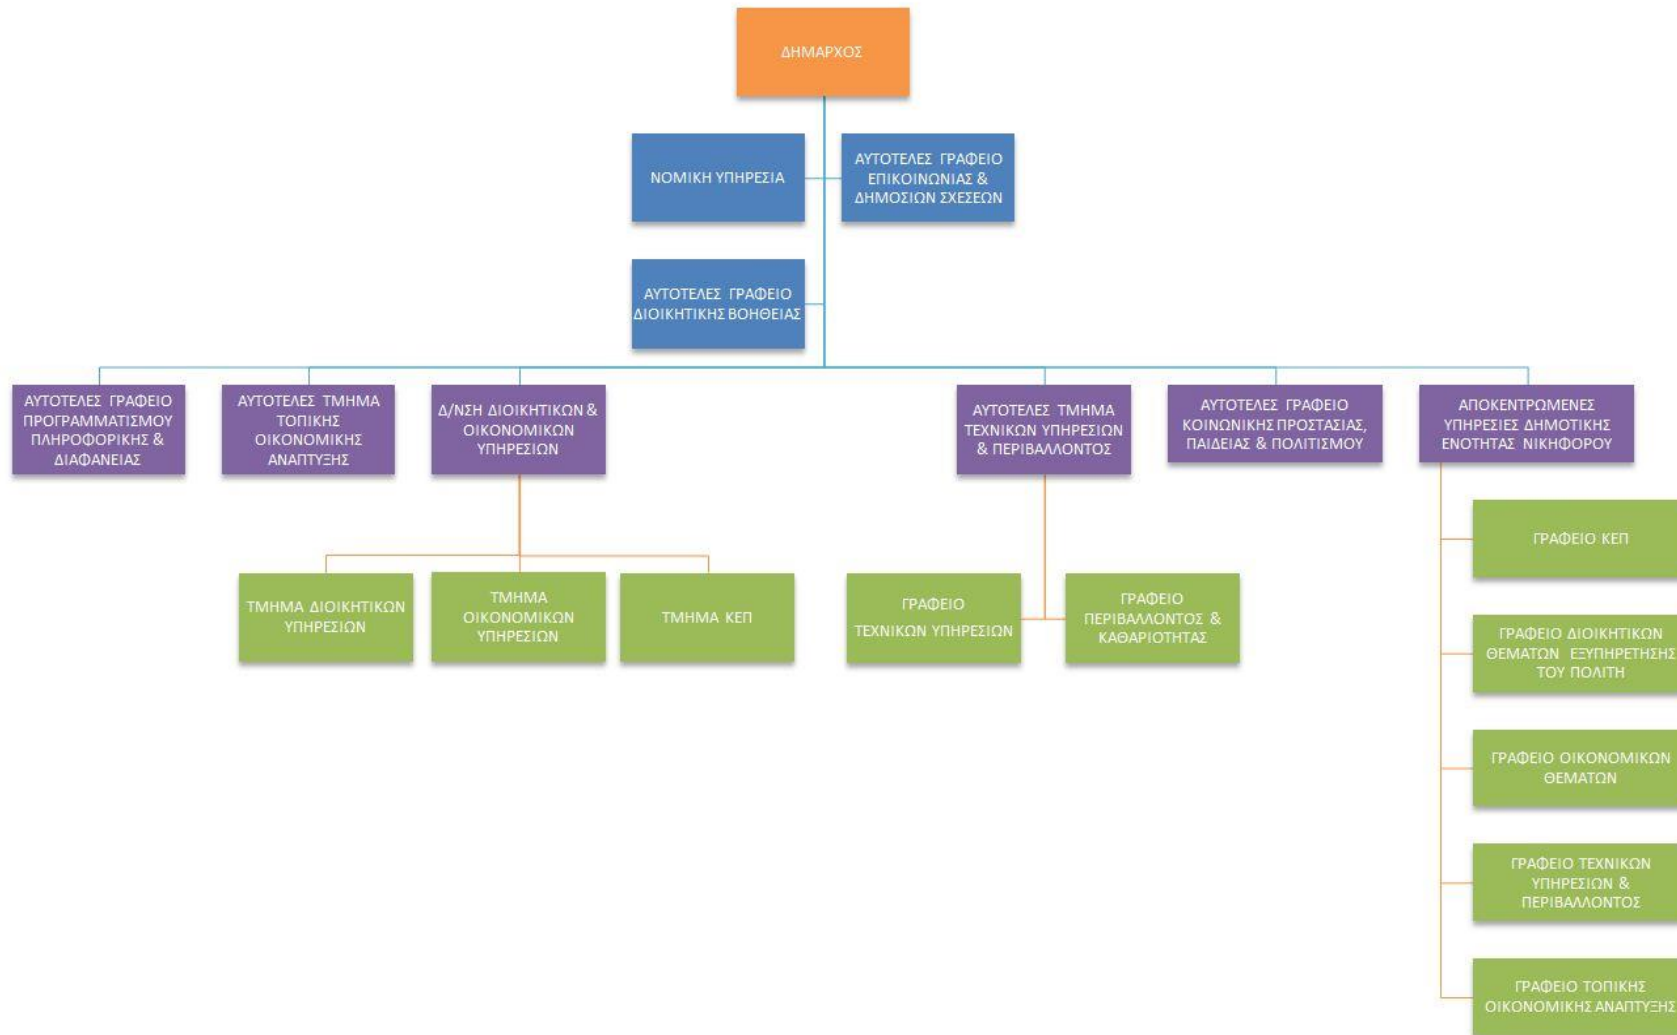 ΔΗΜΑΡΧΟΣ
ΝΟΜΙΚΗ ΥΠΗΡΕΣΙΑ
ΑΥΤΟΤΕΛΕΣ ΓΡΑΦΕΙΟ
ΕΠΙΚΟΙΝΩΝΙΑΣ &
ΔΗΜΟΣΙΩΝ ΣΧΕΣΕΩΝ
ΑΥΤΟΤΕΛΕΣ ΓΡΑΦΕΙΟ
ΔΙΟΙΚΗΤΙΚΗΣ ΒΟΗΘΕΙΑΣ
ΑΥΤΟΤΕΛΕΣ ΓΡΑΦΕΙΟ
ΠΡΟΓΡΑΜΜΑΤΙΣΜΟΥ
ΠΛΗΡΟΦΟΡΙΚΗΣ &
ΔΙΑΦΑΝΕΙΑΣ
ΑΥΤΟΤΕΛΕΣ ΤΜΗΜΑ
ΤΟΠΙΚΗΣ
ΟΙΚΟΝΟΜΙΚΗΣ
ΑΝΑΠΤΥΞΗΣ
Δ/ΝΣΗ ΔΙΟΙΚΗΤΙΚΩΝ &
ΟΙΚΟΝΟΜΙΚΩΝ
ΥΠΗΡΕΣΙΩΝ
ΑΥΤΟΤΕΛΕΣ ΤΜΗΜΑ
ΤΕΧΝΙΚΩΝ ΥΠΗΡΕΣΙΩΝ
& ΠΕΡΙΒΑΛΛΟΝΤΟΣ
ΑΥΤΟΤΕΛΕΣ ΓΡΑΦΕΙΟ
ΚΟΙΝΩΝΙΚΗΣ ΠΡΟΣΤΑΣΙΑΣ,
ΠΑΙΔΕΙΑΣ & ΠΟΛΙΤΙΣΜΟΥ
ΑΠΟΚΕΝΤΡΩΜΕΝΕΣ
ΥΠΗΡΕΣΙΕΣ ΔΗΜΟΤΙΚΗΣ
ΕΝΟΤΗΤΑΣ ΝΙΚΗΦΟΡΟΥ
ΤΜΗΜΑ ΔΙΟΙΚΗΤΙΚΩΝ
ΥΠΗΡΕΣΙΩΝ
ΤΜΗΜΑ
ΟΙΚΟΝΟΜΙΚΩΝ
ΥΠΗΡΕΣΙΩΝ
ΤΜΗΜΑ ΚΕΠ
ΓΡΑΦΕΙΟ
ΤΕΧΝΙΚΩΝ ΥΠΗΡΕΣΙΩΝ
ΓΡΑΦΕΙΟ
ΠΕΡΙΒΑΛΛΟΝΤΟΣ &
ΚΑΘΑΡΙΟΤΗΤΑΣ
ΓΡΑΦΕΙΟ ΚΕΠ
ΓΡΑΦΕΙΟ ΔΙΟΙΚΗΤΙΚΩΝ
ΘΕΜΑΤΩΝ ΕΞΥΠΗΡΕΤΗΣΗΣ
ΤΟΥ ΠΟΛΙΤΗ
ΓΡΑΦΕΙΟ ΟΙΚΟΝΟΜΙΚΩΝ
ΘΕΜΑΤΩΝ
ΓΡΑΦΕΙΟ ΤΕΧΝΙΚΩΝ
ΥΠΗΡΕΣΙΩΝ &
ΠΕΡΙΒΑΛΛΟΝΤΟΣ
ΓΡΑΦΕΙΟ ΤΟΠΙΚΗΣ
ΟΙΚΟΝΟΜΙΚΗΣ ΑΝΑΠΤΥΞΗΣ